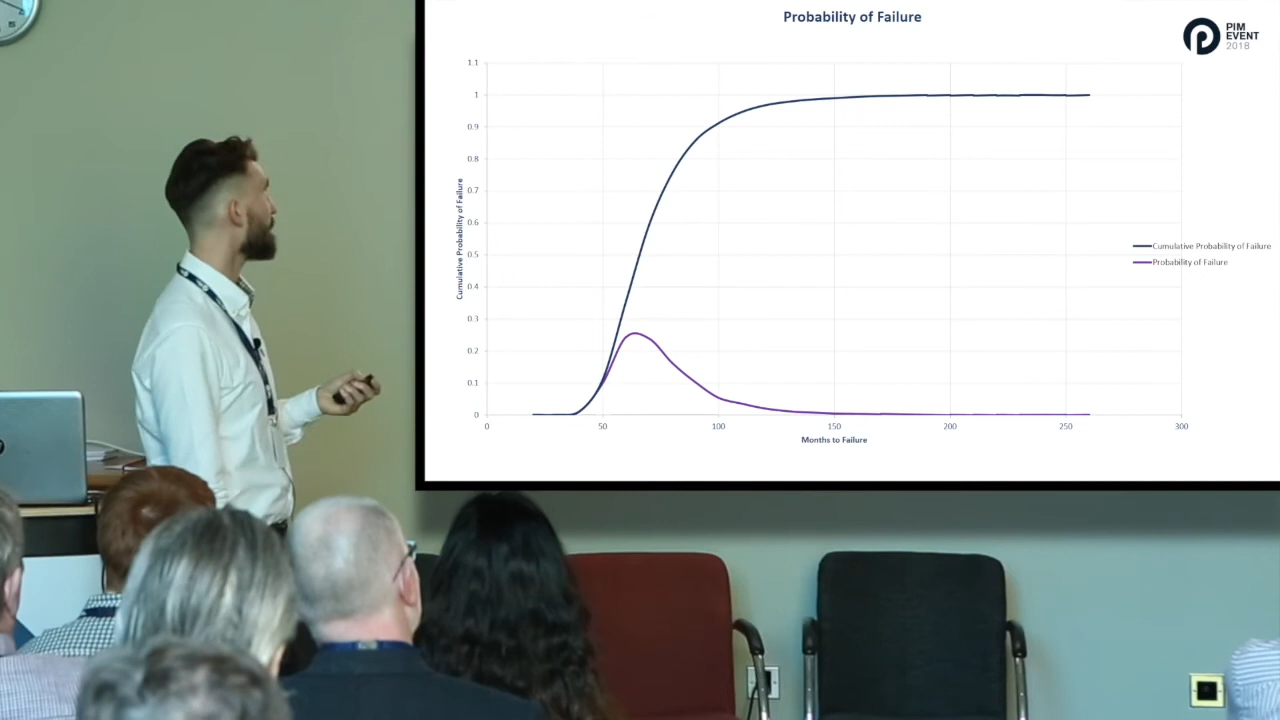 Probability of Failure
PIM
EVENT
2018
1.1
1
0.9
0.8
0.7
0.6
0.5
0.4
0.3
0.2
0.1
0
Cumulative Probability of Failure
0
50
100
150
200
250
300
Months to Failure
Cumulative Probability of Failure
Probability of Failure